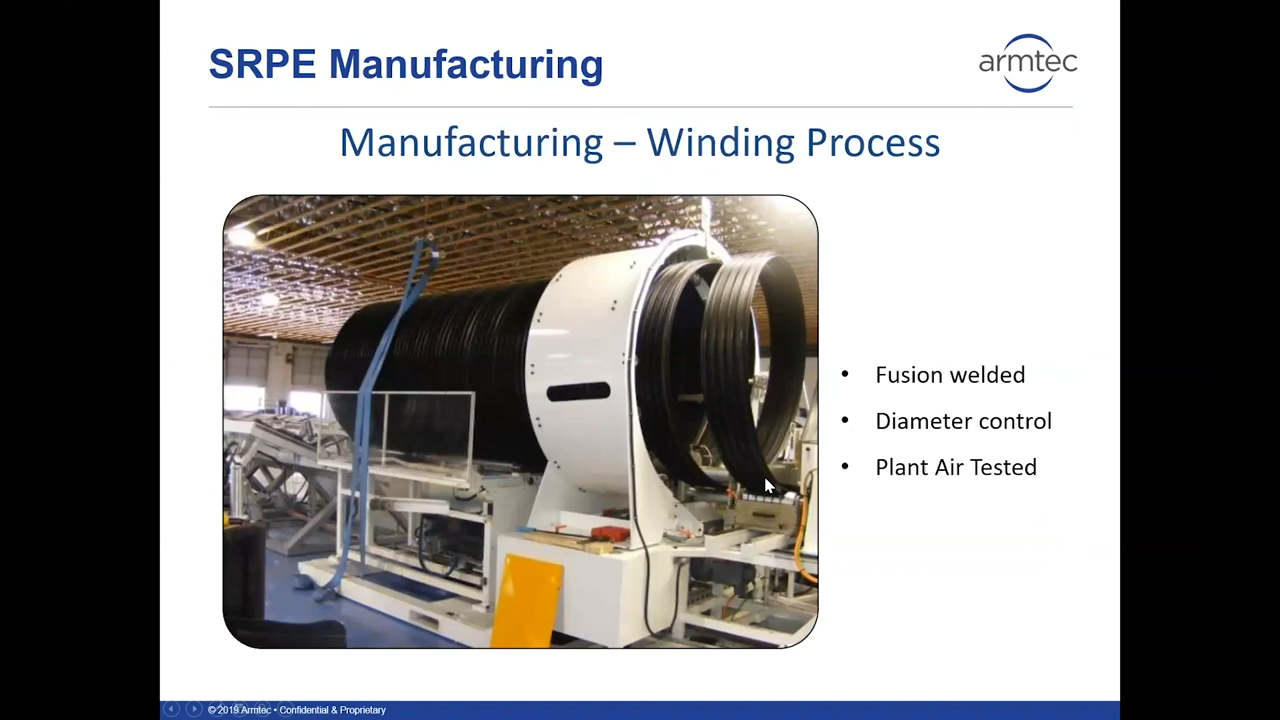 SRPE Manufacturing
armtec
Manufacturing – Winding Process
• Fusion welded
• Diameter control
• Plant Air Tested
© 2019 Armtec • Confidential & Proprietary